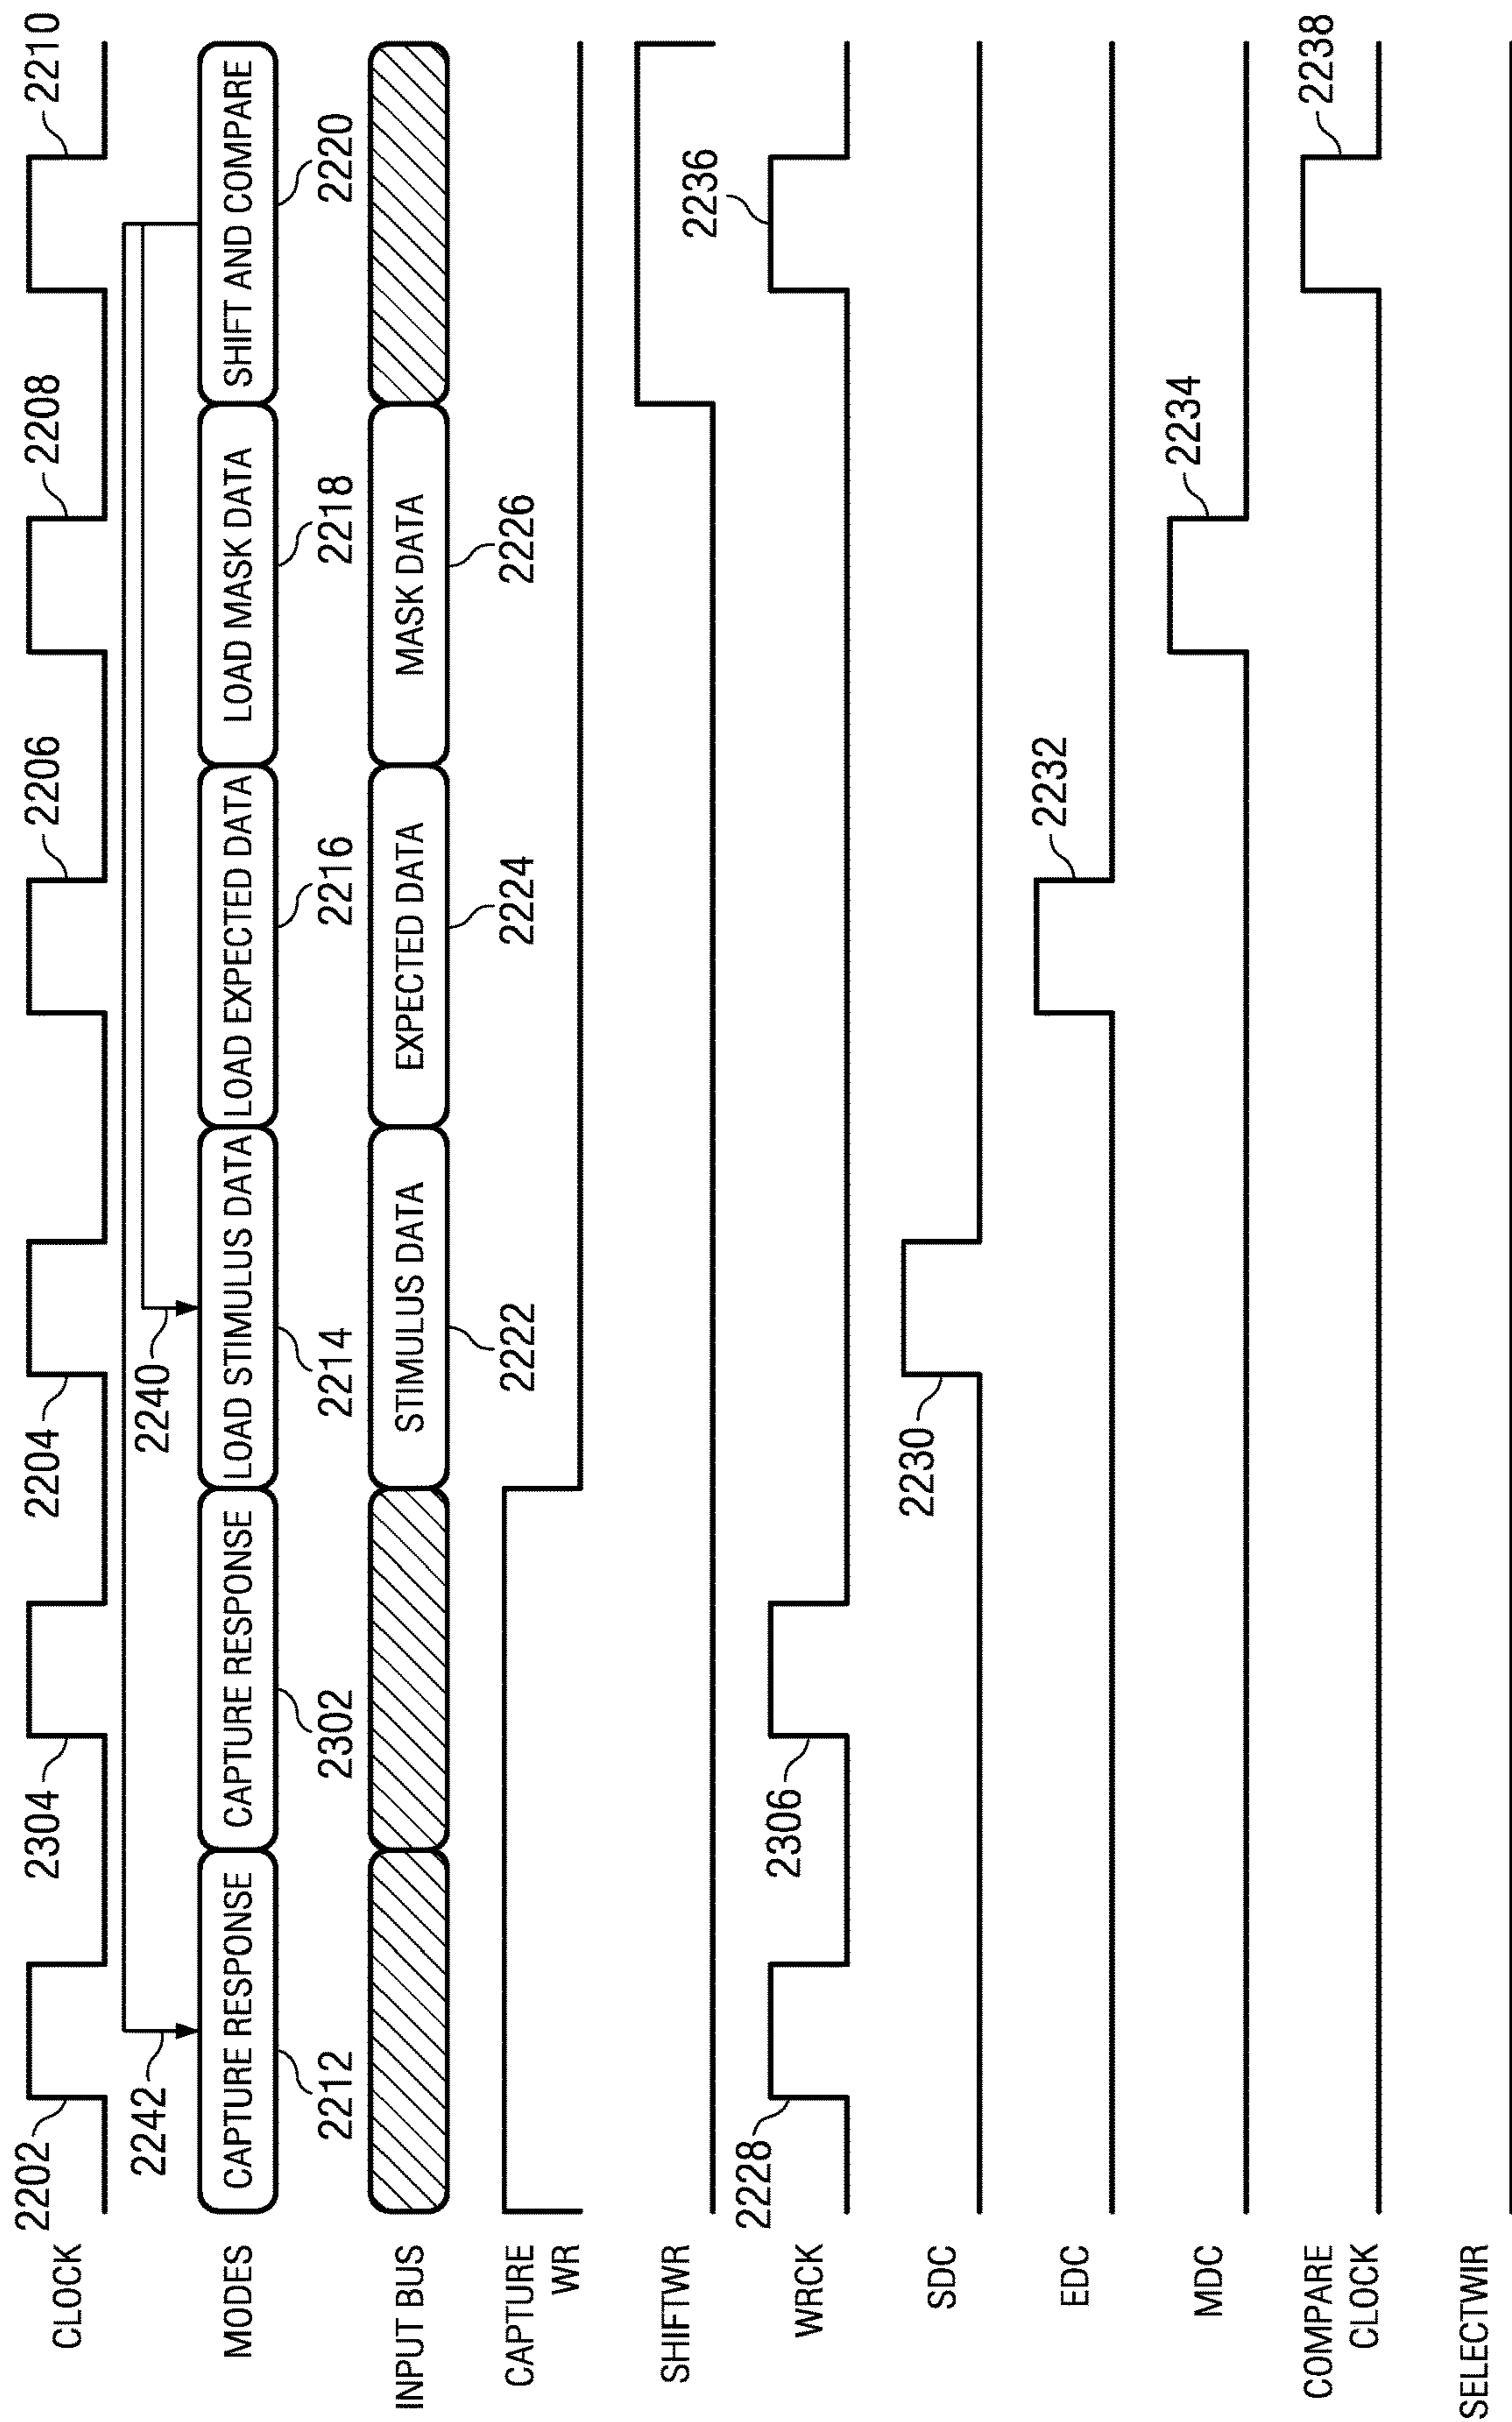 2202
2304
2204
2206
2208
2210
CLOCK
2242
2240
MODES
CAPTURE RESPONSE
CAPTURE RESPONSE
LOAD STIMULUS DATA
LOAD EXPECTED DATA
LOAD MASK DATA
SHIFT AND COMPARE
2212
2302
2214
2216
2218
2220
INPUT BUS
STIMULUS DATA
EXPECTED DATA
MASK DATA
2222
2224
2226
CAPTURE
WR
SHIFTWR
2228
2306
2236
WRCK
2230
SDC
2232
EDC
2234
MDC
2238
COMPARE
CLOCK
SELECTWIR